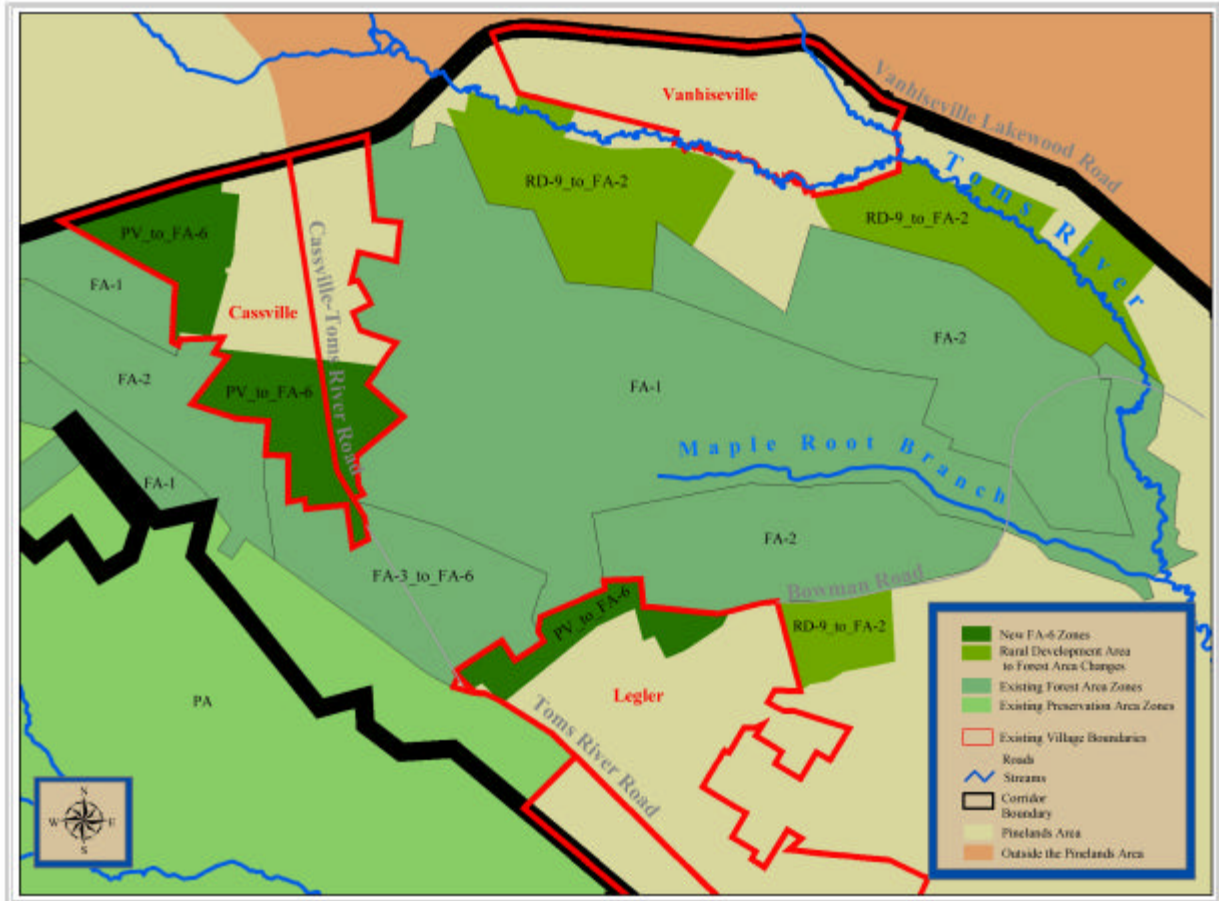 Vanhiseville
Vanhiseville Lakewood Road
Toms River
RD-9_to_FA-2
RD-9_to_FA-2
PV_to_FA-6
FA-1
Cassville
Cassville-Toms River Road
FA-2
FA-2
PV_to_FA-6
FA-1
Maple Root Branch
FA-1
FA-2
FA-3_to_FA-6
Bowman Road
PV_to_FA-6
RD-9_to_FA-2
Legler
PA
Toms River Road
New FA-6 Zones
Rural Development Area
to Forest Area Changes
Existing Forest Area Zones
Existing Preservation Area Zones
Existing Village Boundaries
Roads
Streams
Corridor
Boundary
Pinelands Area
Outside the Pinelands Area
N
W E
S